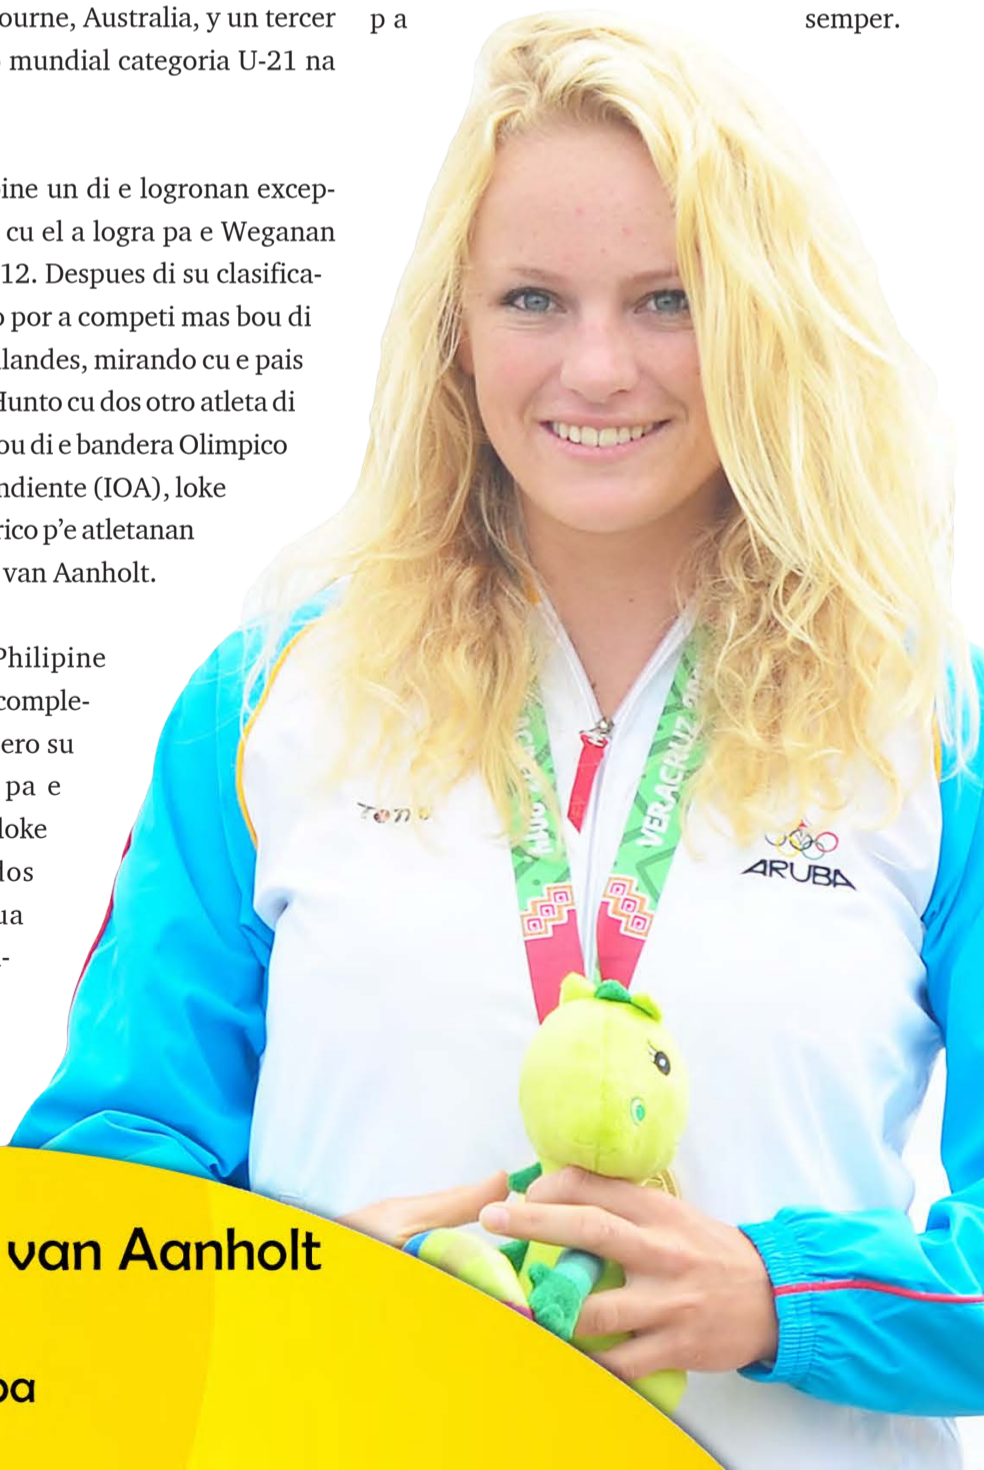 ourne, Australia, y un tercer
mundial categoria U-21 na
ine un di e logronan excep-
cu el a logra pa e Weganan
12. Despues di su clasifica-
por a competi mas bou di
landes, mirando cu e pais
Hunto cu dos otro atleta di
ou di e bandera Olimpico
ndiente (IOA), loke
rico p'e atletanan
van Aanholt.
Philipine
comple-
ero su
pa e
loke
dos
ua
-
p a
semper.
VERACRUZ
ARUBA
van Aanholt
ba